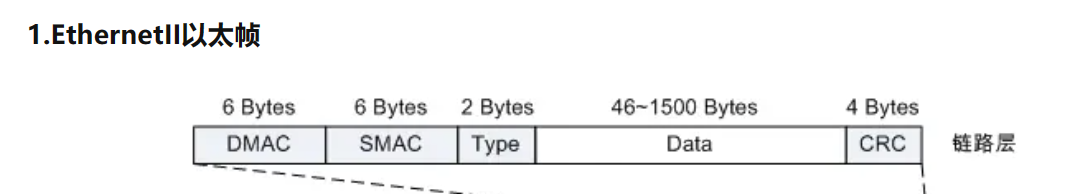 1.EthernetII以太帧
6 Bytes 6 Bytes 2 Bytes 46~1500 Bytes 4 Bytes
DMAC SMAC Type Data CRC 链路层